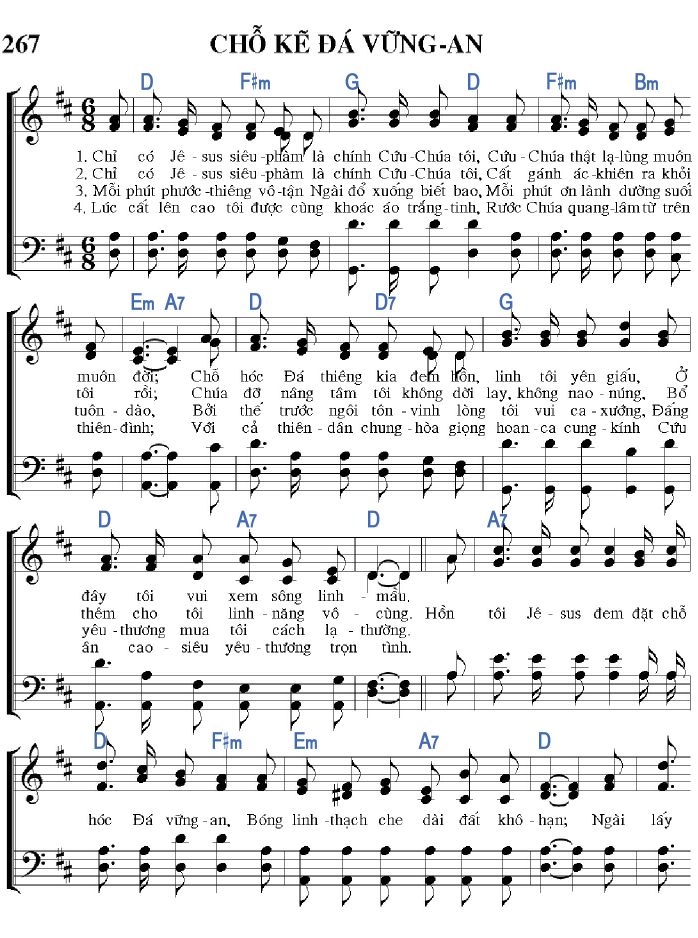 267 CHỖ KẼ ĐÁ VỮNG-AN
D F#m G D F#m Bm
6 8
1. Chỉ có Jê-sus siêu-phàm là chính Cứu-Chúa tôi, Cứu-Chúa thật lạ-lùng muôn
2. Chỉ có Jê-sus siêu-phàm là chính Cứu-Chúa tôi, Cất gánh ác-khiên ra khỏi
3. Mỗi phút phước-thiêng vô-tận Ngài đổ xuống biết bao, Mỗi phút ơn lành dường suối
4. Lúc cất lên cao tôi được cùng khoác áo trắng-tinh, Rước Chúa quang-lâm từ trên
6 8
Em A7 D D7 G
muôn đời; Chỗ hóc Đá thiêng kia đem hồn, linh tôi yên giấu, Ở
tôi rồi; Chúa đỡ nâng tâm tôi không dời lay, không nao-núng, Bổ
tuôn-dào, Bởi thế trước ngôi tôn-vinh lòng tôi vui ca-xướng, Đấng
thiên-đình; Với cả thiên-dân chung-hòa giọng hoan-ca cung-kính Cứu
D A7 D A7
đây tôi vui xem sông linh-mầu.
thêm cho tôi linh-năng vô-cùng. Hồn tôi Jê-sus đem đặt chỗ
yêu-thương mua tôi cách lạ-thường.
ân cao-siêu yêu-thương trọn tình.
D F#m Em A7 D
hóc Đá vững-an, Bóng linh-thạch che dài đất khô-hạn; Ngài lấy